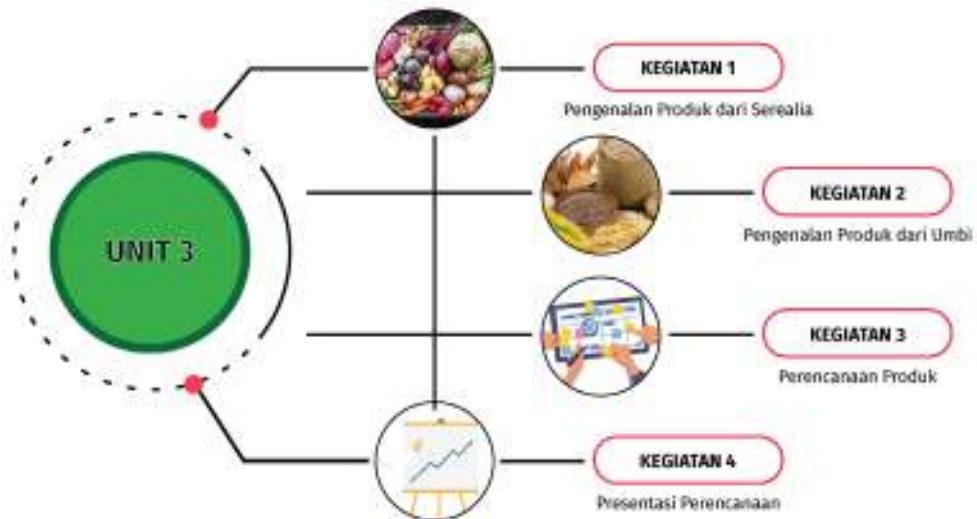 UNIT 3
KEGIATAN 1
Pengenalan Produk dari Serealia
KEGIATAN 2
Pengenalan Produk dari Umbi
KEGIATAN 3
Perencanaan Produk
KEGIATAN 4
Presentasi Perencanaan